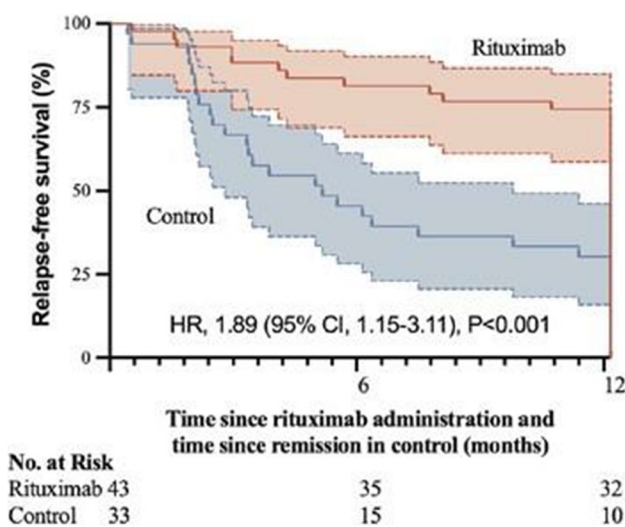 100
75
50
25
0
Relapse-free survival (%)
Rituximab
Control
HR, 1.89 (95% CI, 1.15-3.11), P<0.001
6
12
Time since rituximab administration and
time since remission in control (months)
No. at Risk
Rituximab 43 35 32
Control 33 15 10